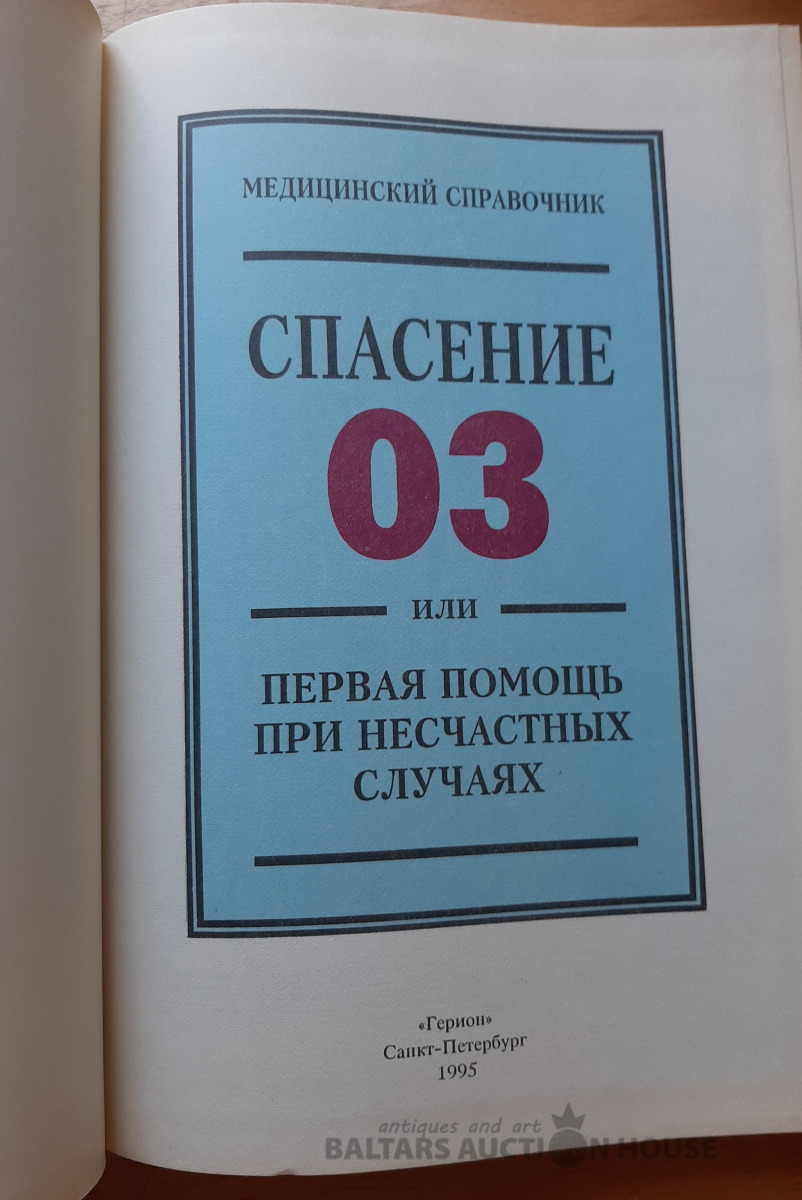 МЕДИЦИНСКИЙ СПРАВОЧНИК
СПАСЕНИЕ
03
ИЛИ
ПЕРВАЯ ПОМОЩЬ
ПРИ НЕСЧАСТНЫХ
СЛУЧАЯХ
«Герион»
Санкт-Петербург
1995
antiques and art
BALTARS AUCTION HOUSE